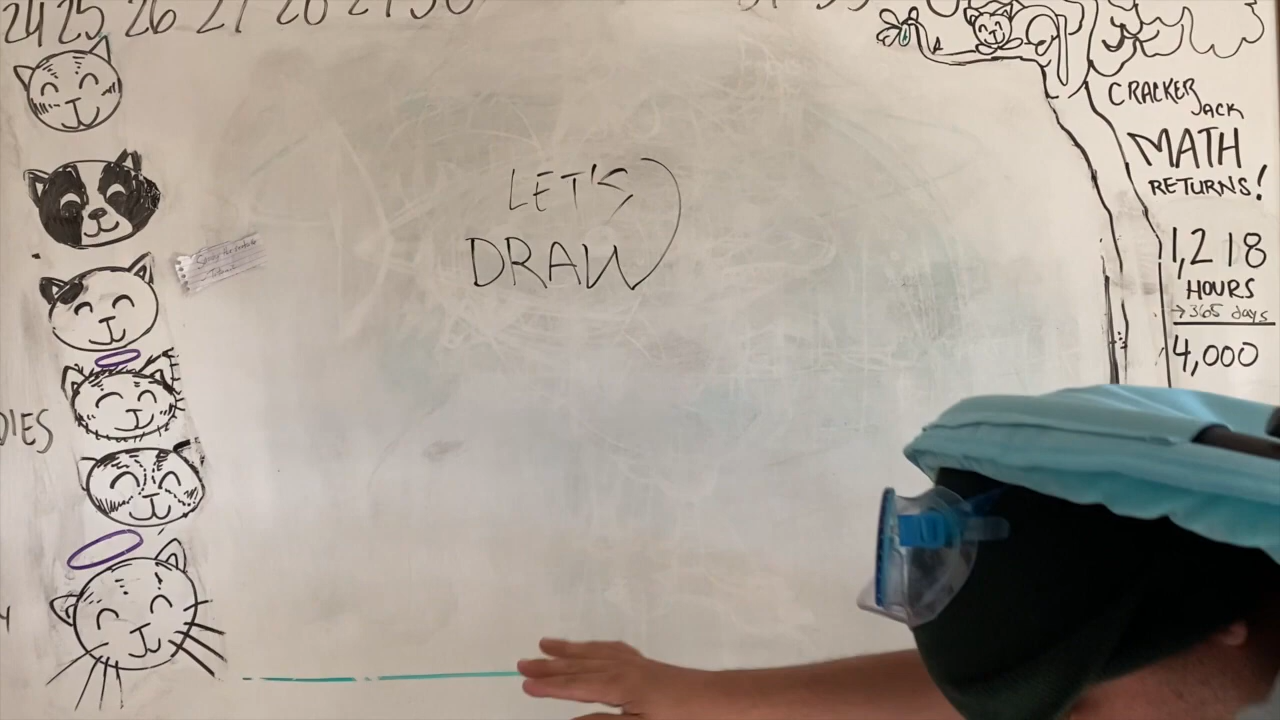 24 25 26 27 28 29 30
LET'S
DRAW
CRACKER
JACK
MATH
RETURNS!
1,218
HOURS
→365 days
4,000
DIES